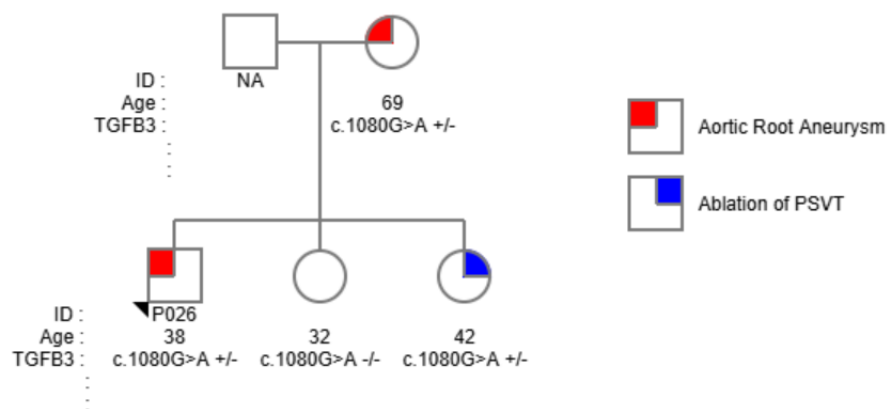 ID : NA
Age : 69
TGFB3 : c.1080G>A +/-
:
:
Aortic Root Aneurysm
Ablation of PSVT
ID : P026
Age : 38 32 42
TGFB3 : c.1080G>A +/- c.1080G>A -/- c.1080G>A +/-
:
: